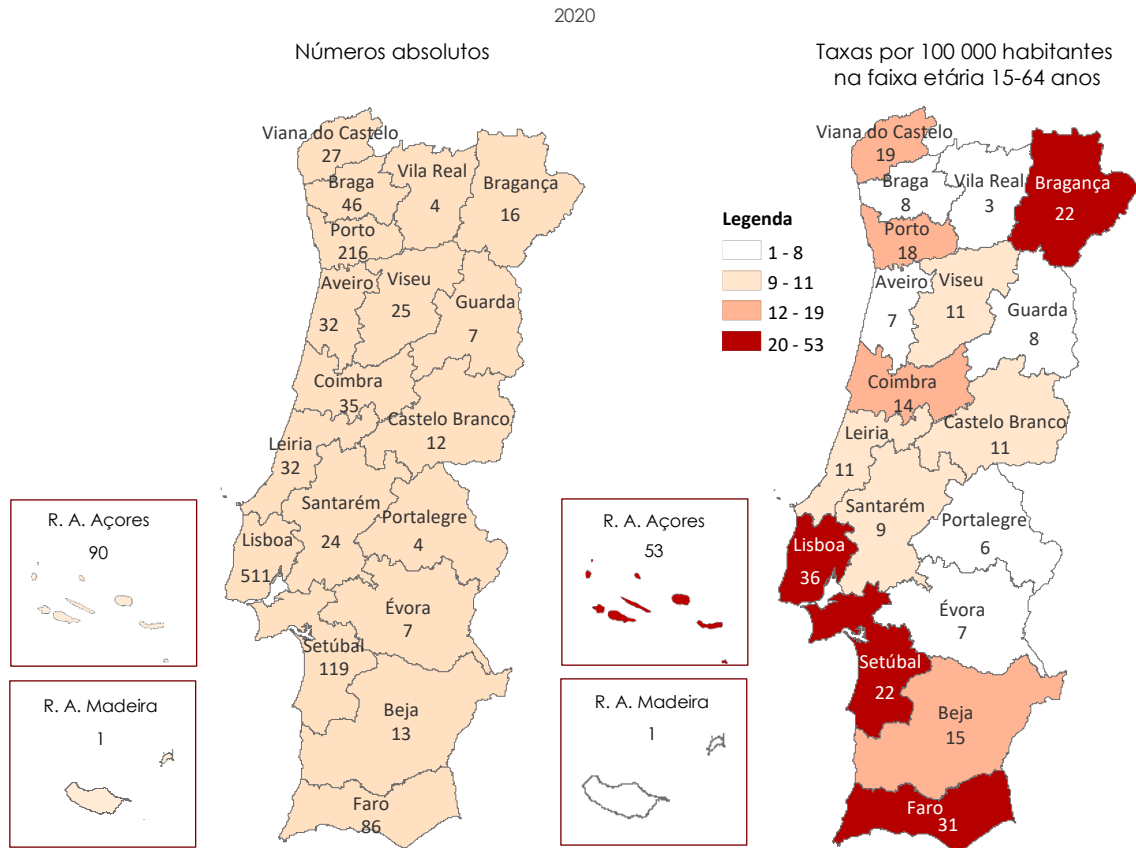 2020
Números absolutos
Viana do Castelo
27
Braga
46
Vila Real
4
Bragança
16
Porto
216
Aveiro
32
Viseu
25
Guarda
7
Coimbra
35
Castelo Branco
12
Leiria
32
Santarém
24
Portalegre
4
Lisboa
511
Évora
7
Setúbal
119
Beja
13
Faro
86
R. A. Açores
90
R. A. Madeira
1
Taxas por 100 000 habitantes
na faixa etária 15-64 anos
Legenda
1 - 8
9 - 11
12 - 19
20 - 53
Viana do Castelo
19
Braga
8
Vila Real
3
Bragança
22
Porto
18
Aveiro
7
Viseu
11
Guarda
8
Coimbra
14
Castelo Branco
11
Leiria
11
Santarém
9
Portalegre
6
Lisboa
36
Évora
7
Setúbal
22
Beja
15
Faro
31
R. A. Açores
53
R. A. Madeira
1